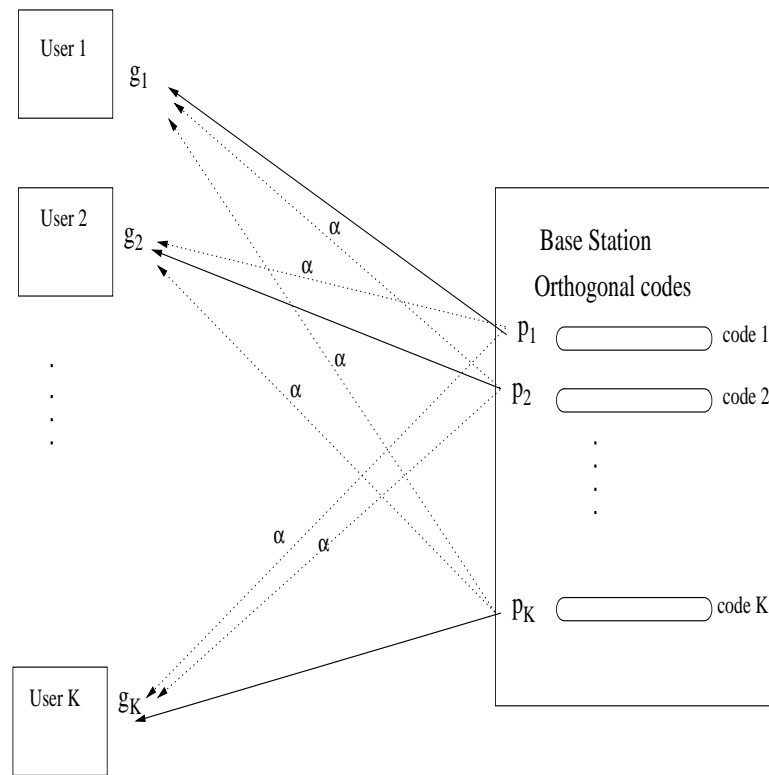 User 1
g1
User 2
g2
α
α
α
α
α
α
User K
gK
Base Station
Orthogonal codes
p1
code 1
p2
code 2
pK
code K